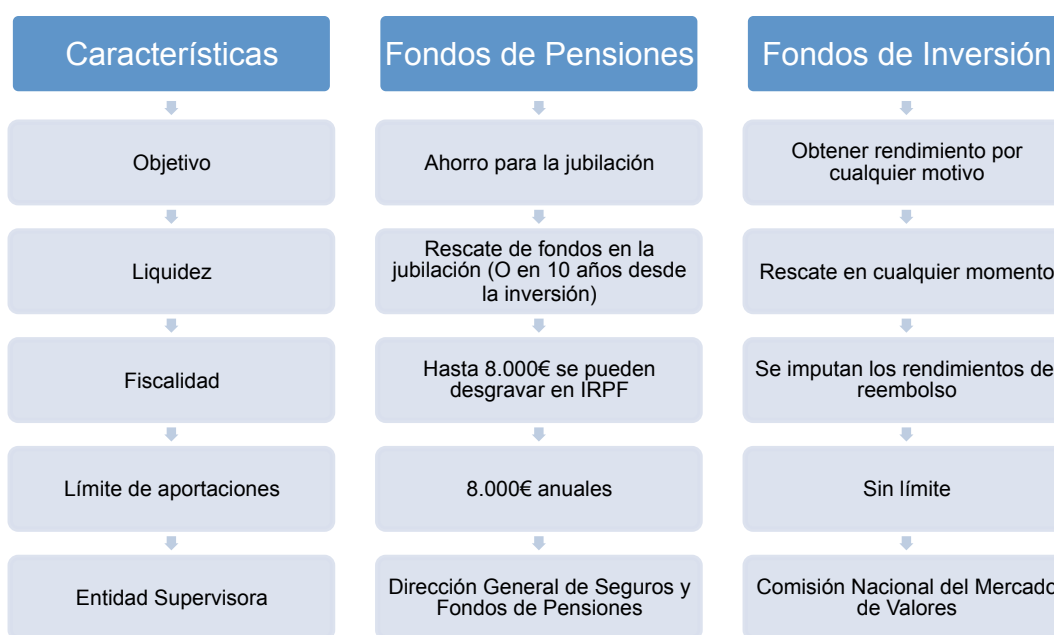 Características
Fondos de Pensiones
Fondos de Inversión
Objetivo
Ahorro para la jubilación
Obtener rendimiento por
cualquier motivo
Liquidez
Rescate de fondos en la
jubilación (O en 10 años desde
la inversión)
Rescate en cualquier momento
Fiscalidad
Hasta 8.000€ se pueden
desgravar en IRPF
Se imputan los rendimientos de
reembolso
Límite de aportaciones
8.000€ anuales
Sin límite
Entidad Supervisora
Dirección General de Seguros y
Fondos de Pensiones
Comisión Nacional del Mercado
de Valores